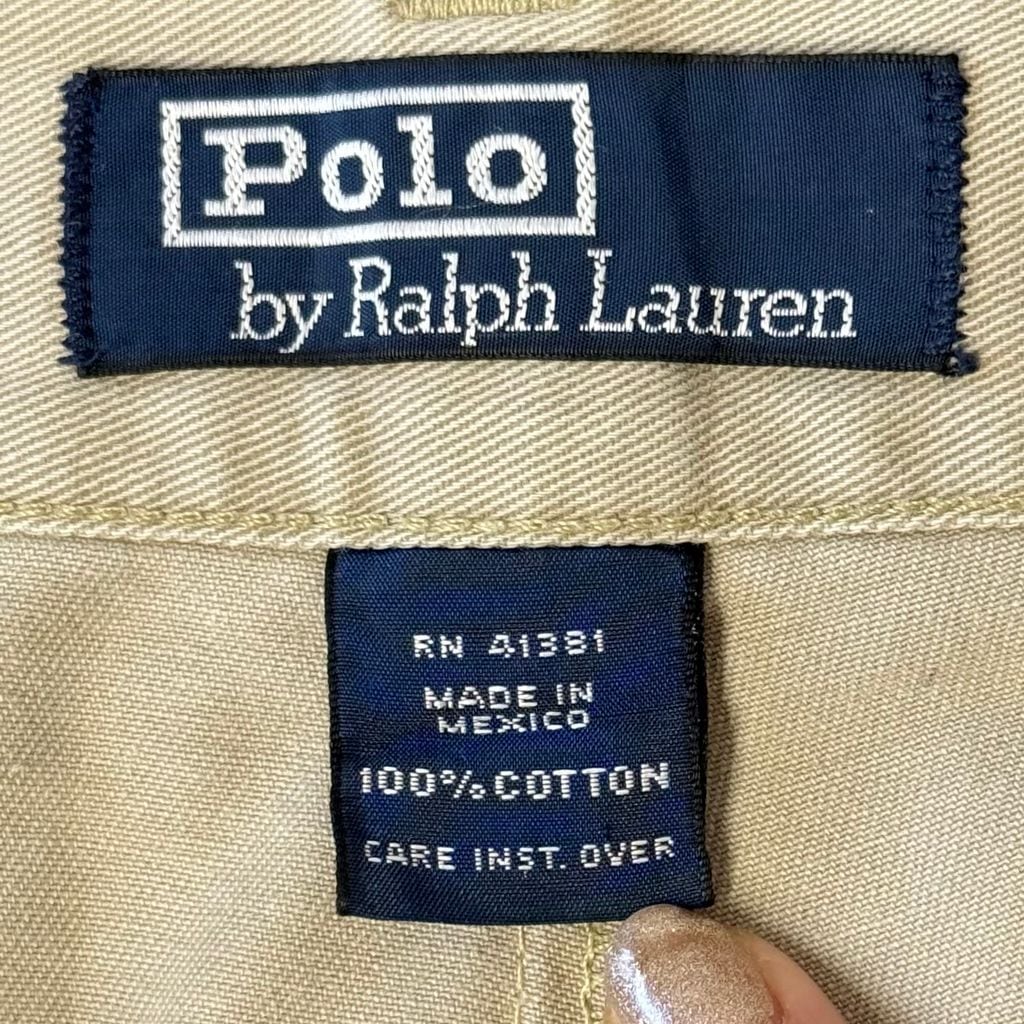 Polo
by Ralph Lauren
RN 41381
MADE IN
MEXICO
100% COTTON
CARE INST. OVER